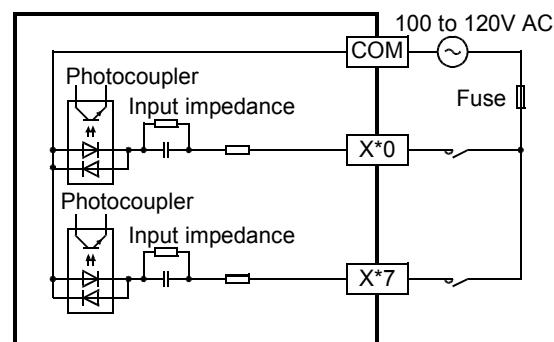 100 to 120V AC
COM
Photocoupler
Fuse
Input impedance
X*0
Photocoupler
Input impedance
X*7